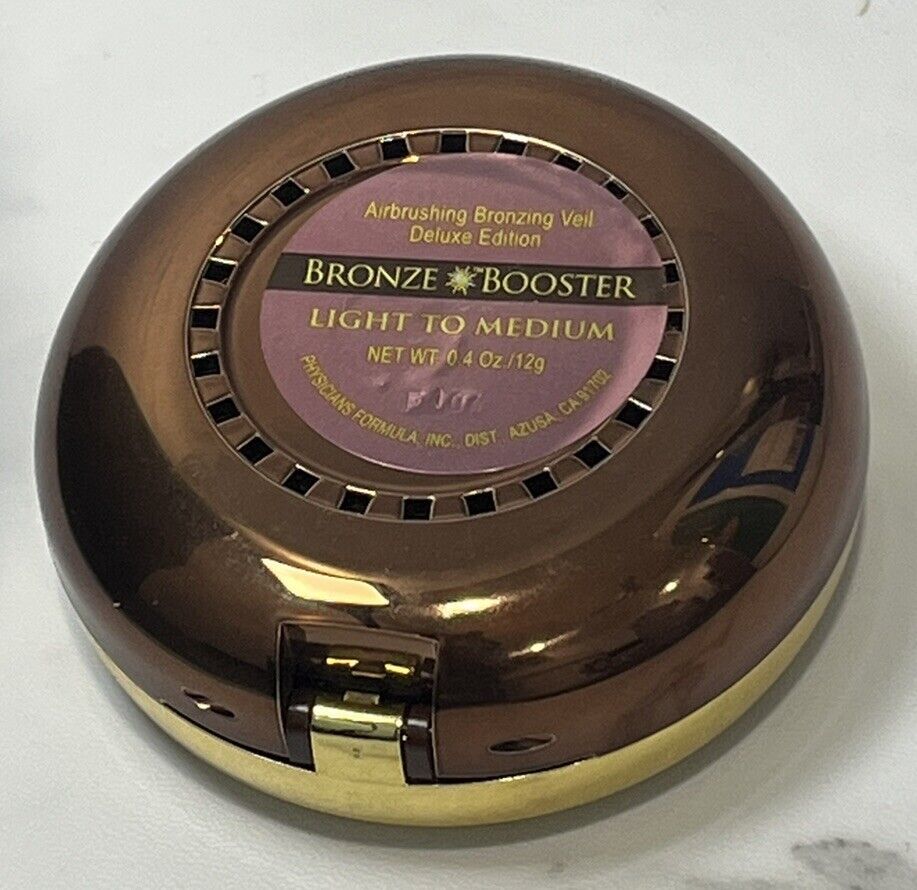 Airbrushing Bronzing Veil
Deluxe Edition
BRONZE ™ BOOSTER
LIGHT TO MEDIUM
NET WT. 0.4 Oz./12g
PHYSICIANS FORMULA, INC., DIST. AZUSA, CA 91702